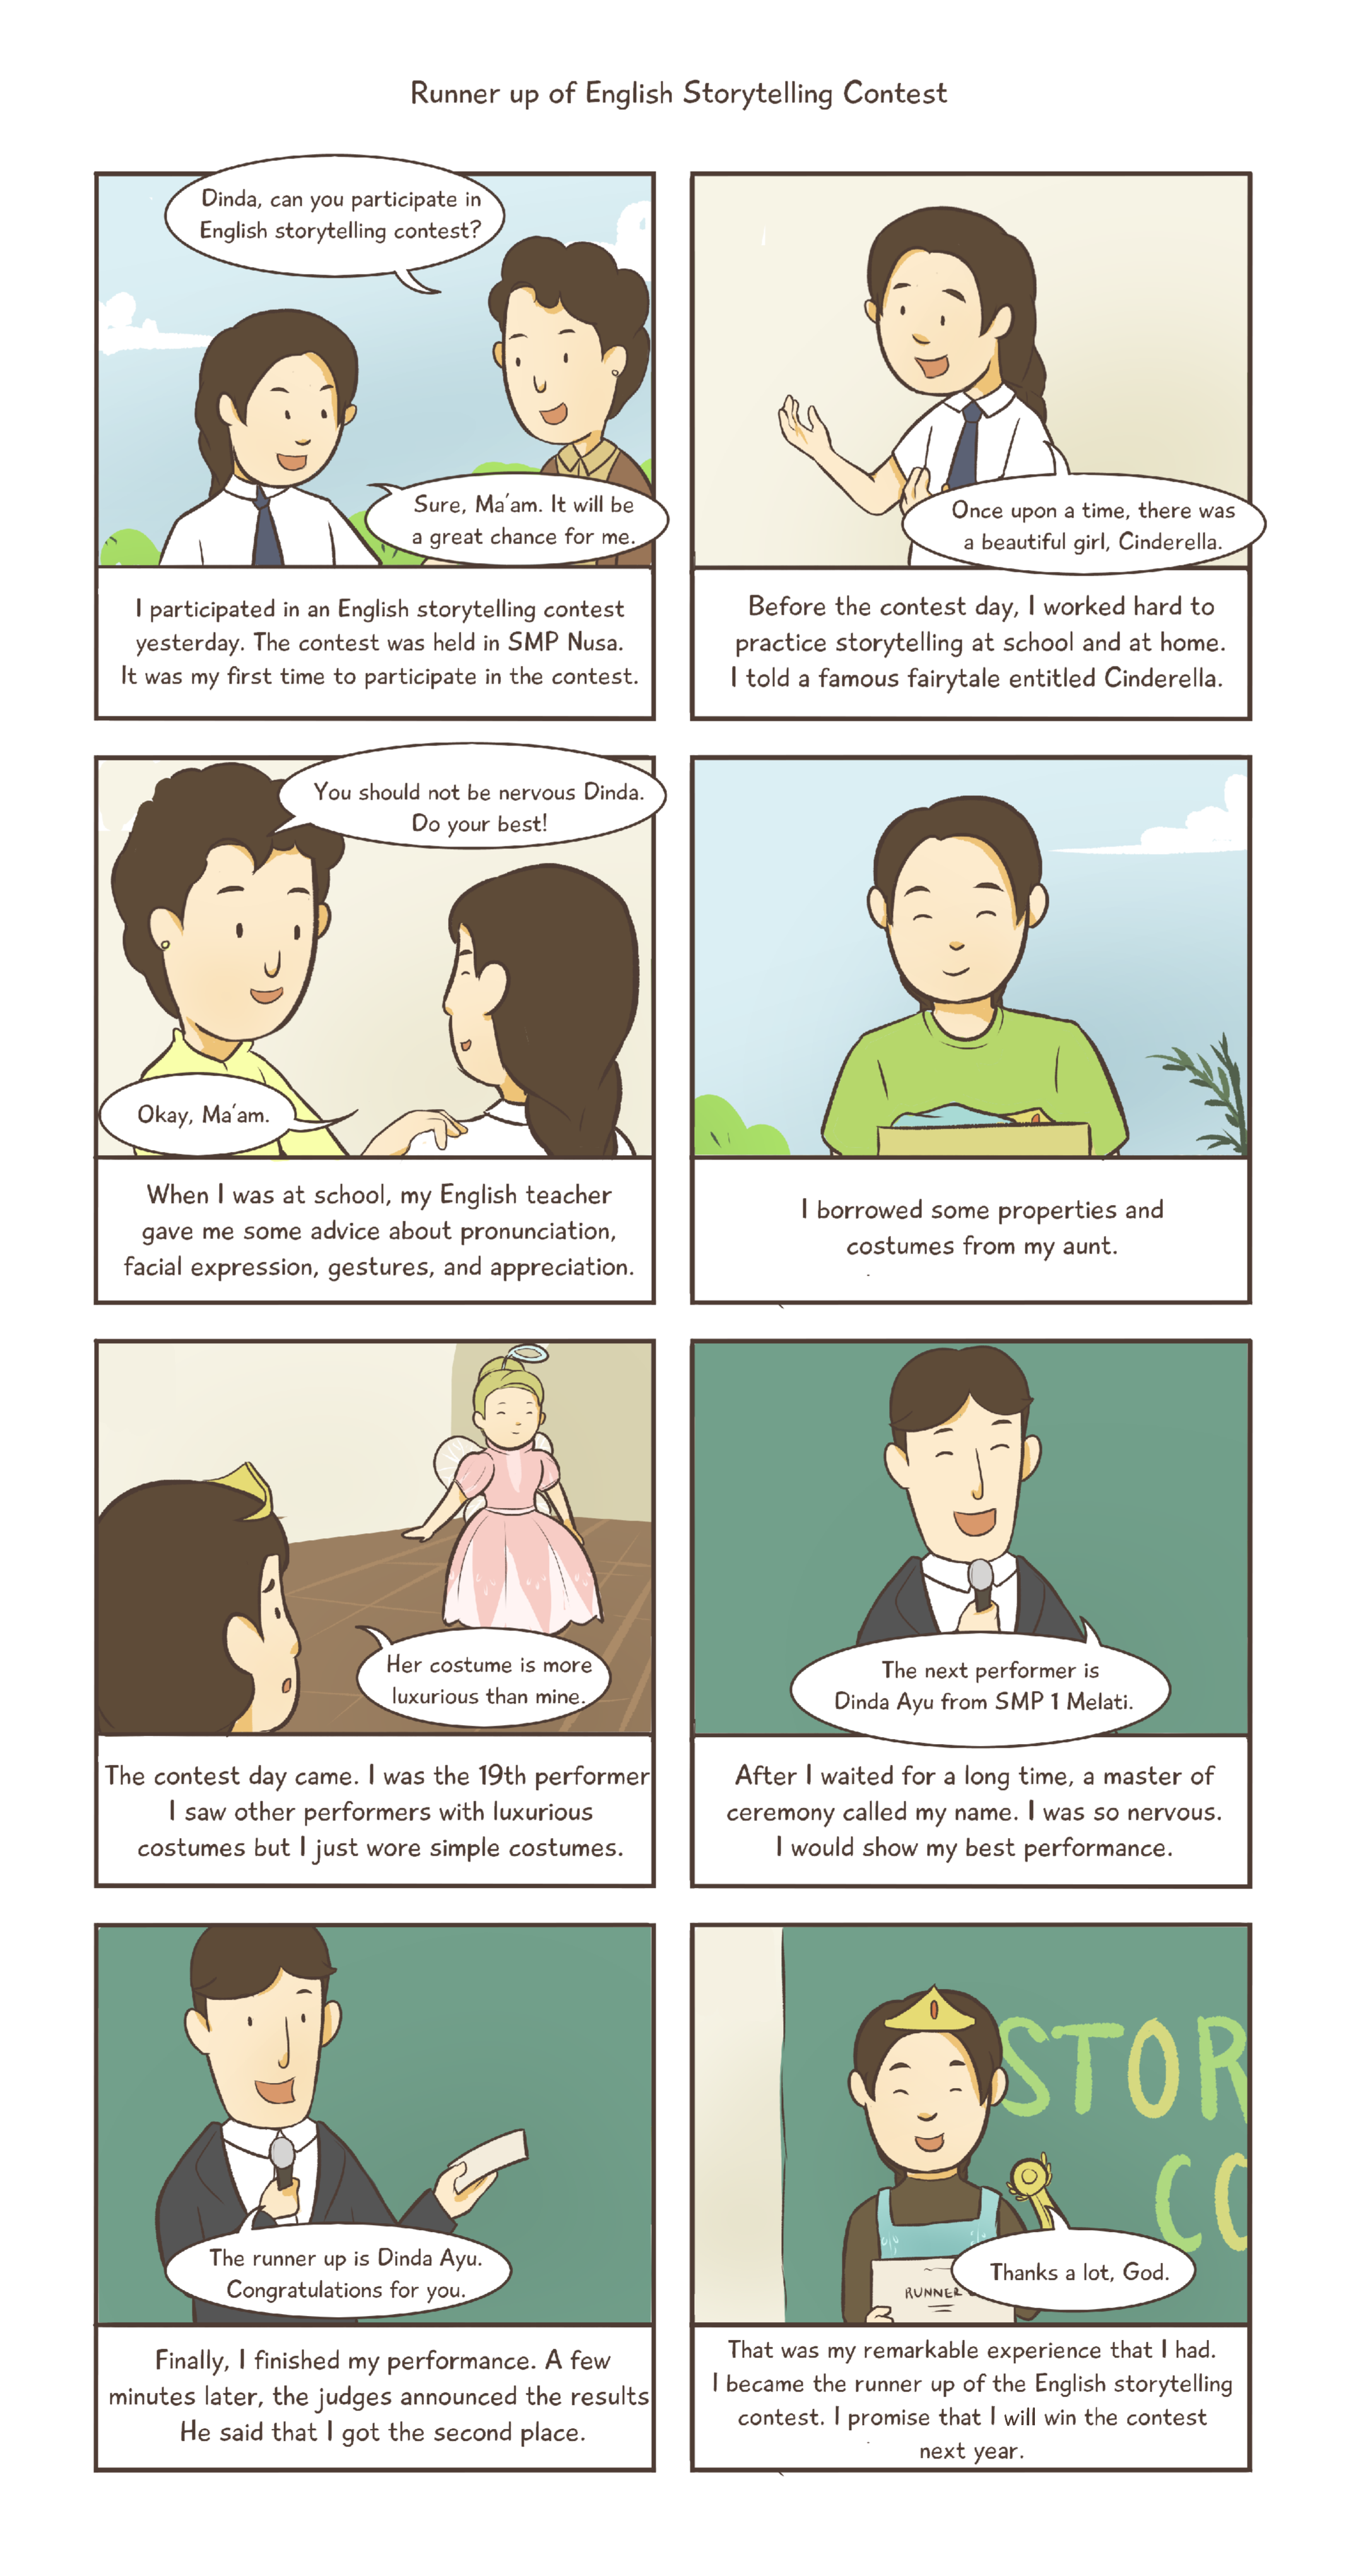 Runner up of English Storytelling Contest
Dinda, can you participate in
English storytelling contest?
Sure, Ma'am. It will be
a great chance for me.
I participated in an English storytelling contest
yesterday. The contest was held in SMP Nusa.
It was my first time to participate in the contest.
Once upon a time, there was
a beautiful girl, Cinderella.
Before the contest day, I worked hard to
practice storytelling at school and at home.
I told a famous fairytale entitled Cinderella.
You should not be nervous Dinda.
Do your best!
Okay, Ma'am.
When I was at school, my English teacher
gave me some advice about pronunciation,
facial expression, gestures, and appreciation.
I borrowed some properties and
costumes from my aunt.
Her costume is more
luxurious than mine.
The contest day came. I was the 19th performer
I saw other performers with luxurious
costumes but I just wore simple costumes.
The next performer is
Dinda Ayu from SMP 1 Melati.
After I waited for a long time, a master of
ceremony called my name. I was so nervous.
I would show my best performance.
The runner up is Dinda Ayu.
Congratulations for you.
Finally, I finished my performance. A few
minutes later, the judges announced the results
He said that I got the second place.
STOR
CO
Thanks a lot, God.
RUNNER
That was my remarkable experience that I had.
I became the runner up of the English storytelling
contest. I promise that I will win the contest
next year.